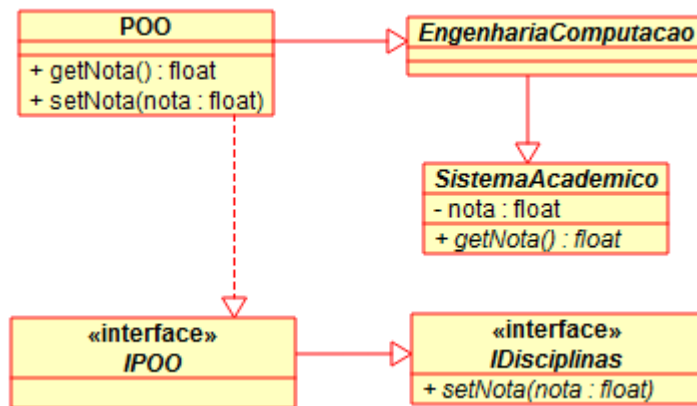 POO
+ getNota() : float
+ setNota(nota : float)
EngenhariaComputacao
SistemaAcademico
- nota : float
+ getNota() : float
«interface»
IPOO
«interface»
IDisciplinas
+ setNota(nota : float)